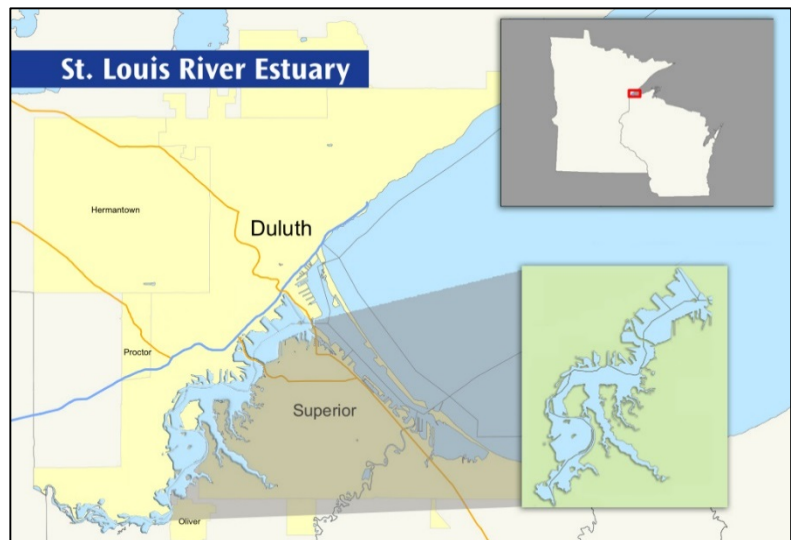 St. Louis River Estuary
Hermantown
Duluth
Proctor
Superior
Oliver